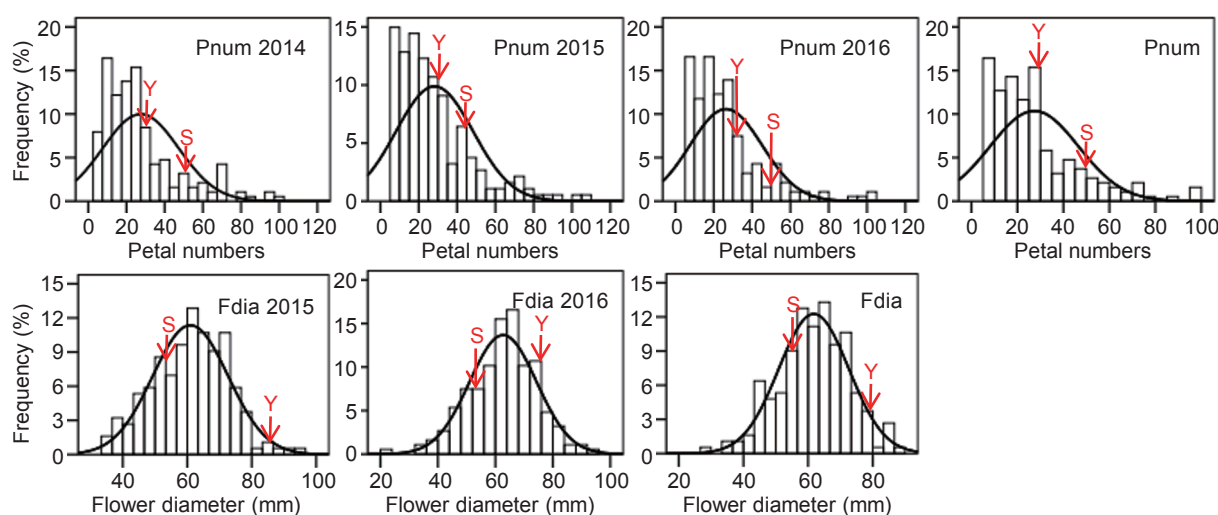 Pnum 2014
Pnum 2015
Pnum 2016
Pnum
Frequency (%)
20
15
10
5
0
Y
S
0 20 40 60 80 100 120
Petal numbers
15
10
5
0
Y
S
0 20 40 60 80 100 120
Petal numbers
20
15
10
5
0
Y
S
0 20 40 60 80 100 120
Petal numbers
20
15
10
5
0
Y
S
0 20 40 60 80 100
Petal numbers
Fdia 2015
Fdia 2016
Fdia
Frequency (%)
15
12
9
6
3
0
S
Y
40 60 80 100
Flower diameter (mm)
20
15
10
5
0
S
Y
20 40 60 80 100
Flower diameter (mm)
15
12
9
6
3
0
S
Y
20 40 60 80
Flower diameter (mm)